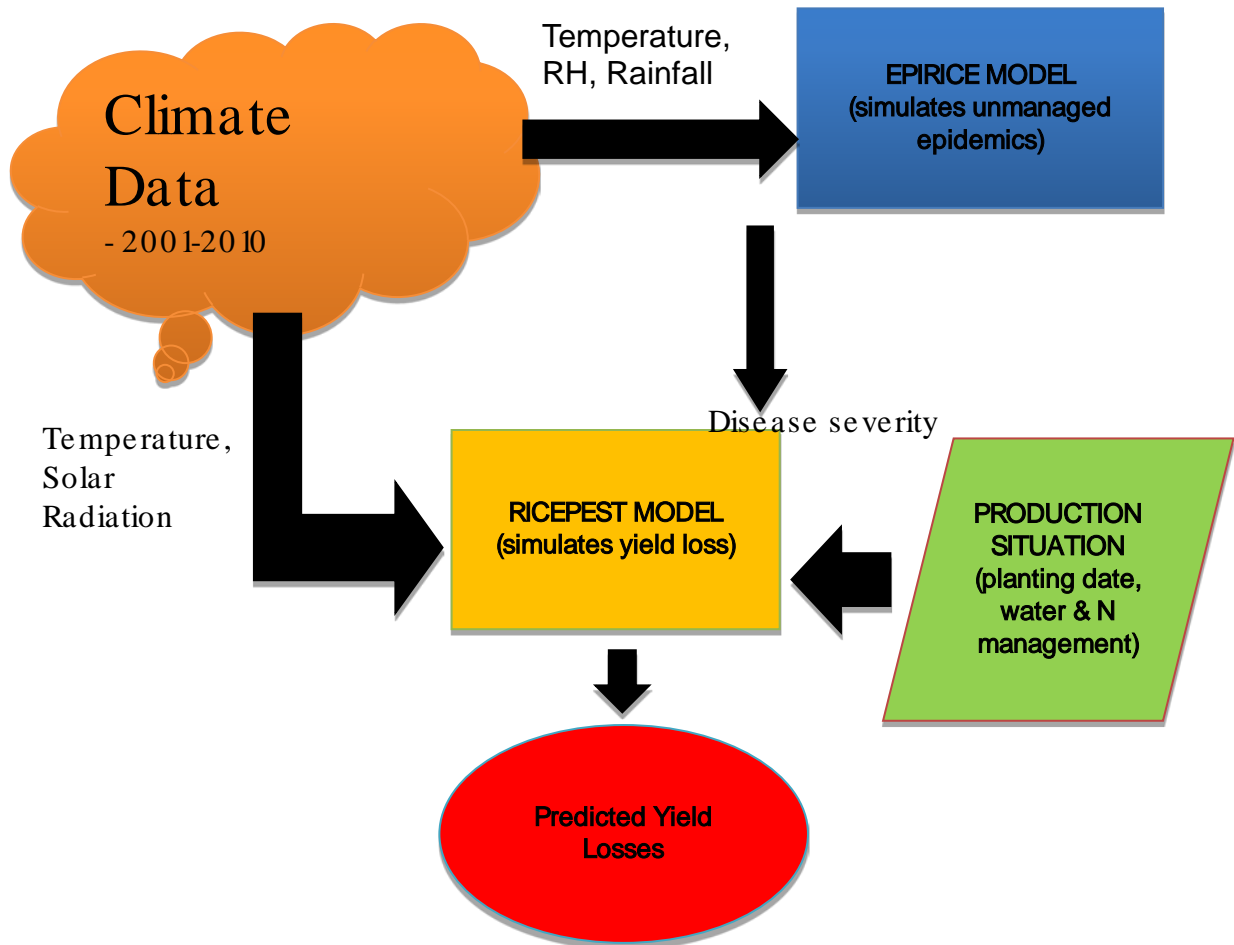 Climate
Data
- 2001-2010
Temperature,
RH, Rainfall
EPIRICE MODEL
(simulates unmanaged
epidemics)
Disease severity
Temperature,
Solar
Radiation
RICEPEST MODEL
(simulates yield loss)
PRODUCTION
SITUATION
(planting date,
water & N
management)
Predicted Yield
Losses